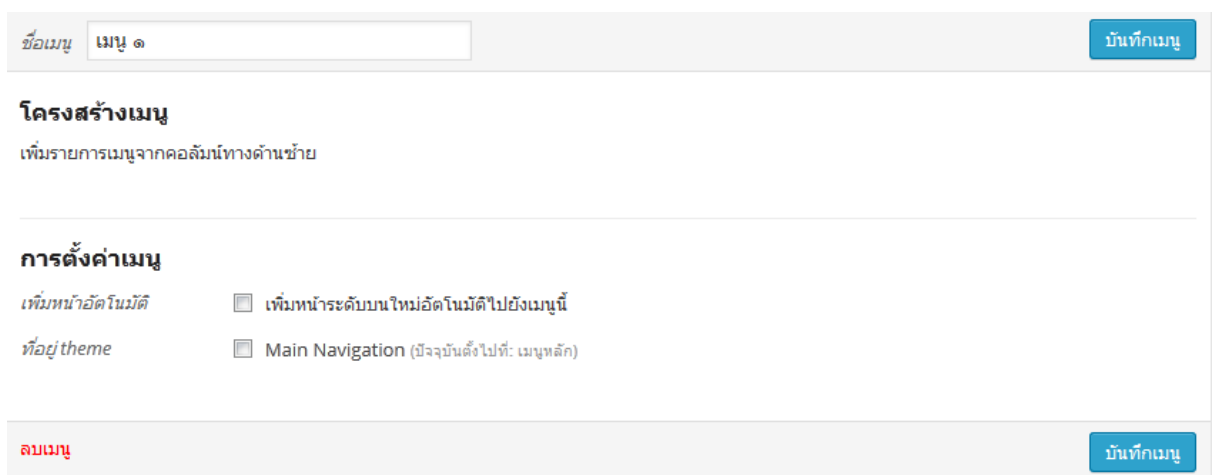 ชื่อเมนู เมนู ๑ บันทึกเมนู
โครงสร้างเมนู
เพิ่มรายการเมนูจากคอลัมน์ทางด้านซ้าย
การตั้งค่าเมนู
เพิ่มหน้าอัตโนมัติ เพิ่มหน้าระดับบนใหม่อัตโนมัติไปยังเมนูนี้
ที่อยู่ theme Main Navigation (ปัจจุบันตั้งไปที่: เมนูหลัก)
ลบเมนู บันทึกเมนู